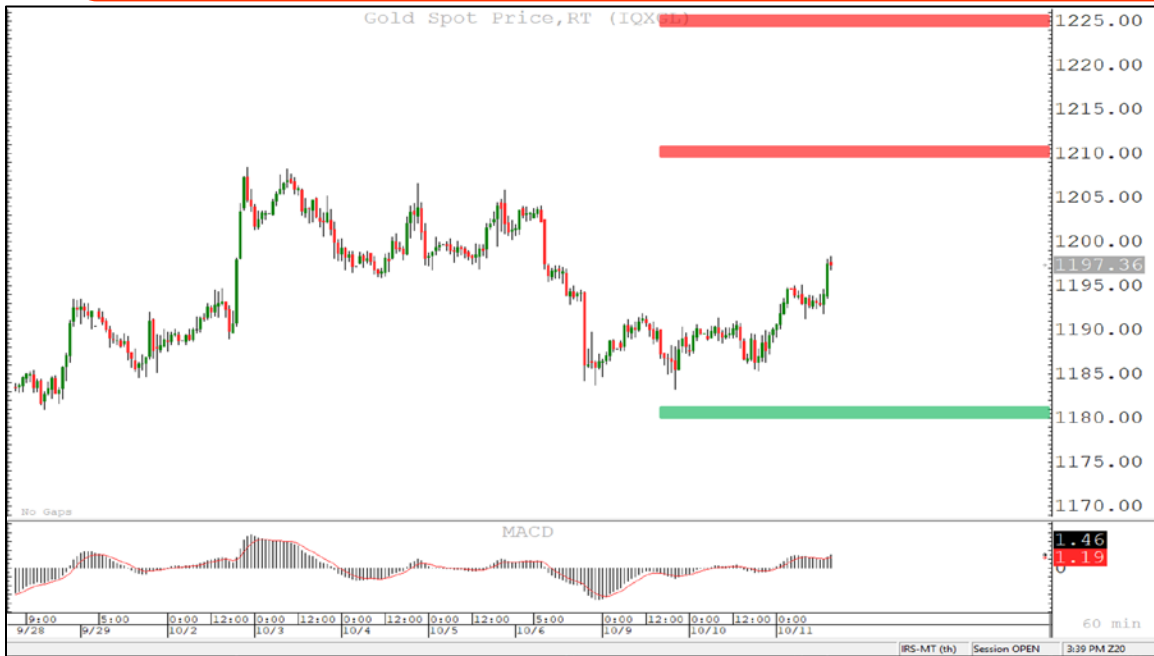 Gold Spot Price,RT (IQXGL)
1225.00
1220.00
1215.00
1210.00
1205.00
1200.00
1197.36
1195.00
1190.00
1185.00
1180.00
1175.00
1170.00
No Gaps
MACD
1.46
1.19
0
0:00 9:00 5:00 0:00 12:00 0:00 12:00 0:00 12:00 0:00 12:00 5:00 0:00 12:00 0:00 12:00 0:00
9/28 9/29 10/2 10/3 10/4 10/5 10/6 10/9 10/10 10/11
60 min
IRS-MT (th) Session OPEN 3:39 PM Z20